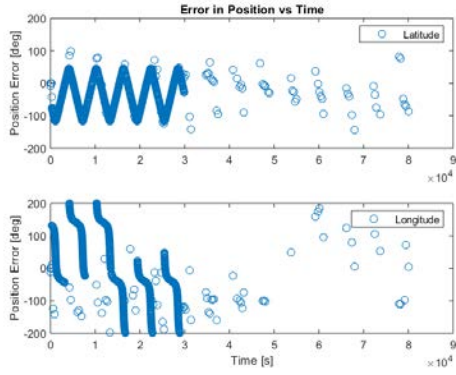 Error in Position vs Time
200
100
00
-100
-200
Position Error [deg]
Latitude
0 1 2 3 4 5 6 7 8 9
×10⁴
200
100
00
-100
-200
Position Error [deg]
Longitude
0 1 2 3 4 5 6 7 8 9
×10⁴
Time [s]